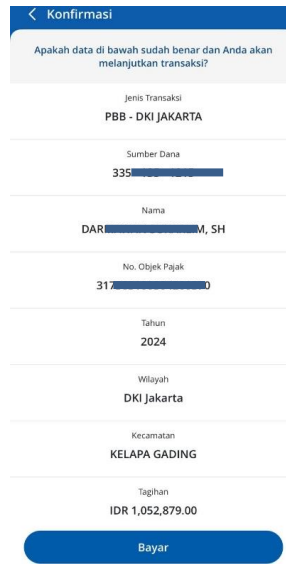 Konfirmasi
Apakah data di bawah sudah benar dan Anda akan
melanjutkan transaksi?
Jenis Transaksi
PBB - DKI JAKARTA
Sumber Dana
335
Nama
DAR M, SH
No. Objek Pajak
317 0
Tahun
2024
Wilayah
DKI Jakarta
Kecamatan
KELAPA GADING
Tagihan
IDR 1,052,879.00
Bayar